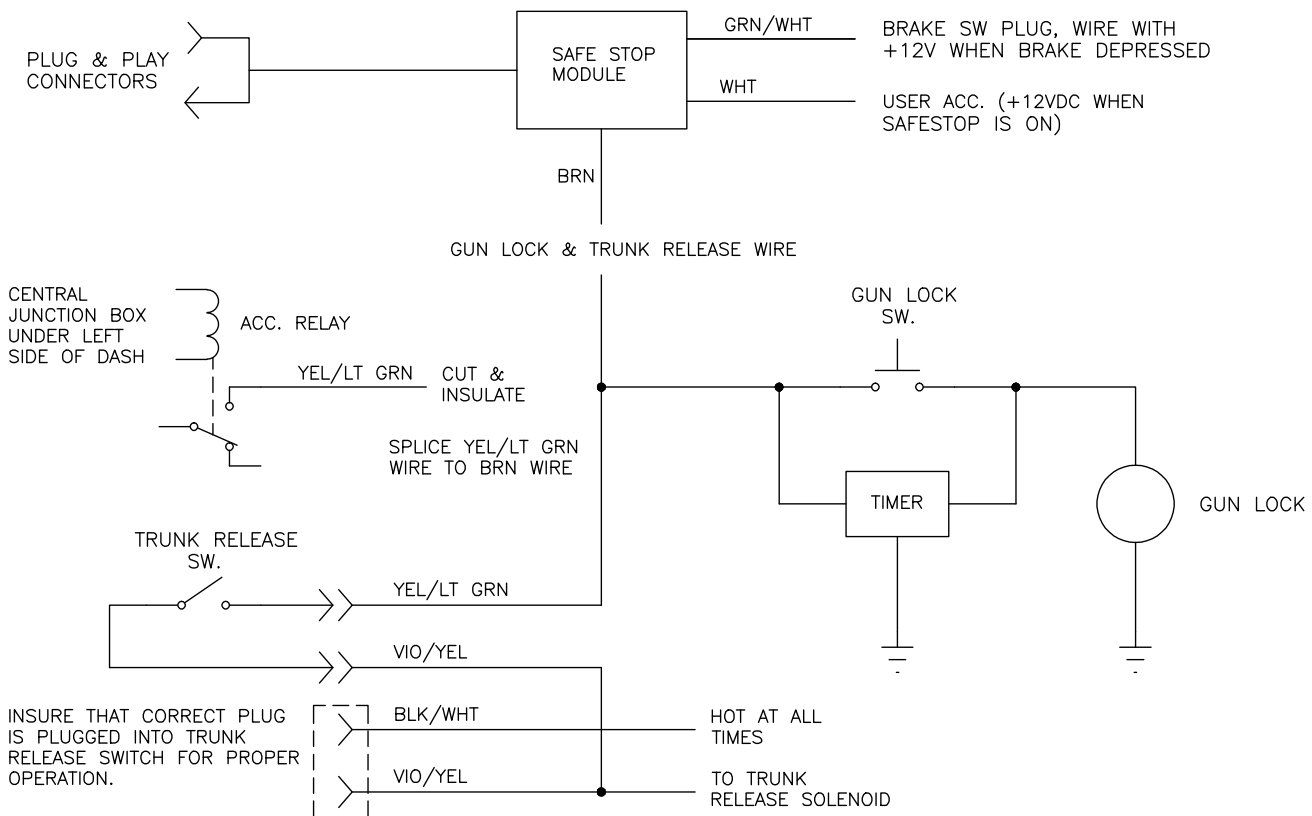 GRN/WHT
BRAKE SW PLUG, WIRE WITH
+12V WHEN BRAKE DEPRESSED
PLUG & PLAY
CONNECTORS
SAFE STOP
MODULE
WHT
USER ACC. (+12VDC WHEN
SAFESTOP IS ON)
BRN
GUN LOCK & TRUNK RELEASE WIRE
CENTRAL
JUNCTION BOX
UNDER LEFT
SIDE OF DASH
ACC. RELAY
GUN LOCK
SW.
YEL/LT GRN
CUT &
INSULATE
SPLICE YEL/LT GRN
WIRE TO BRN WIRE
TIMER
GUN LOCK
TRUNK RELEASE
SW.
YEL/LT GRN
VIO/YEL
INSURE THAT CORRECT PLUG
IS PLUGGED INTO TRUNK
RELEASE SWITCH FOR PROPER
OPERATION.
BLK/WHT
HOT AT ALL
TIMES
VIO/YEL
TO TRUNK
RELEASE SOLENOID